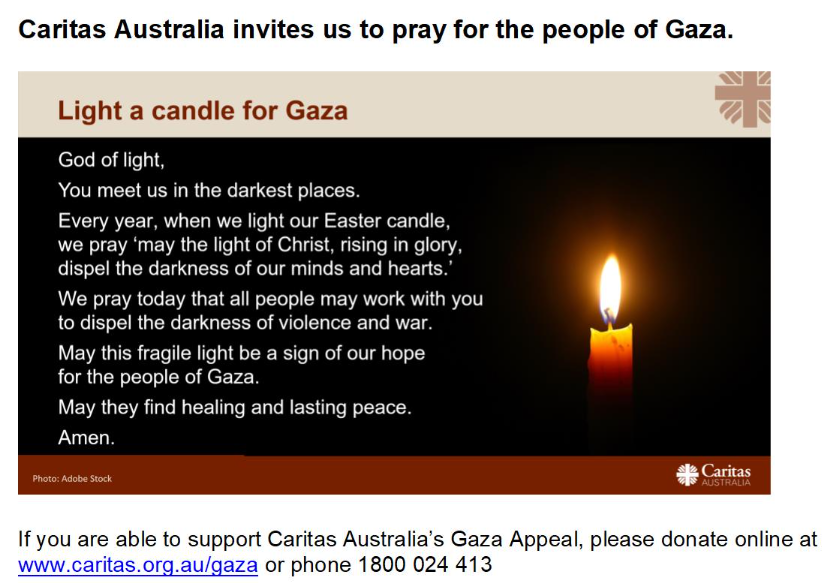 Caritas Australia invites us to pray for the people of Gaza.
Light a candle for Gaza
God of light,
You meet us in the darkest places.
Every year, when we light our Easter candle,
we pray ‘may the light of Christ, rising in glory,
dispel the darkness of our minds and hearts.’
We pray today that all people may work with you
to dispel the darkness of violence and war.
May this fragile light be a sign of our hope
for the people of Gaza.
May they find healing and lasting peace.
Amen.
Photo: Adobe Stock
Caritas
AUSTRALIA
If you are able to support Caritas Australia’s Gaza Appeal, please donate online at
www.caritas.org.au/gaza or phone 1800 024 413